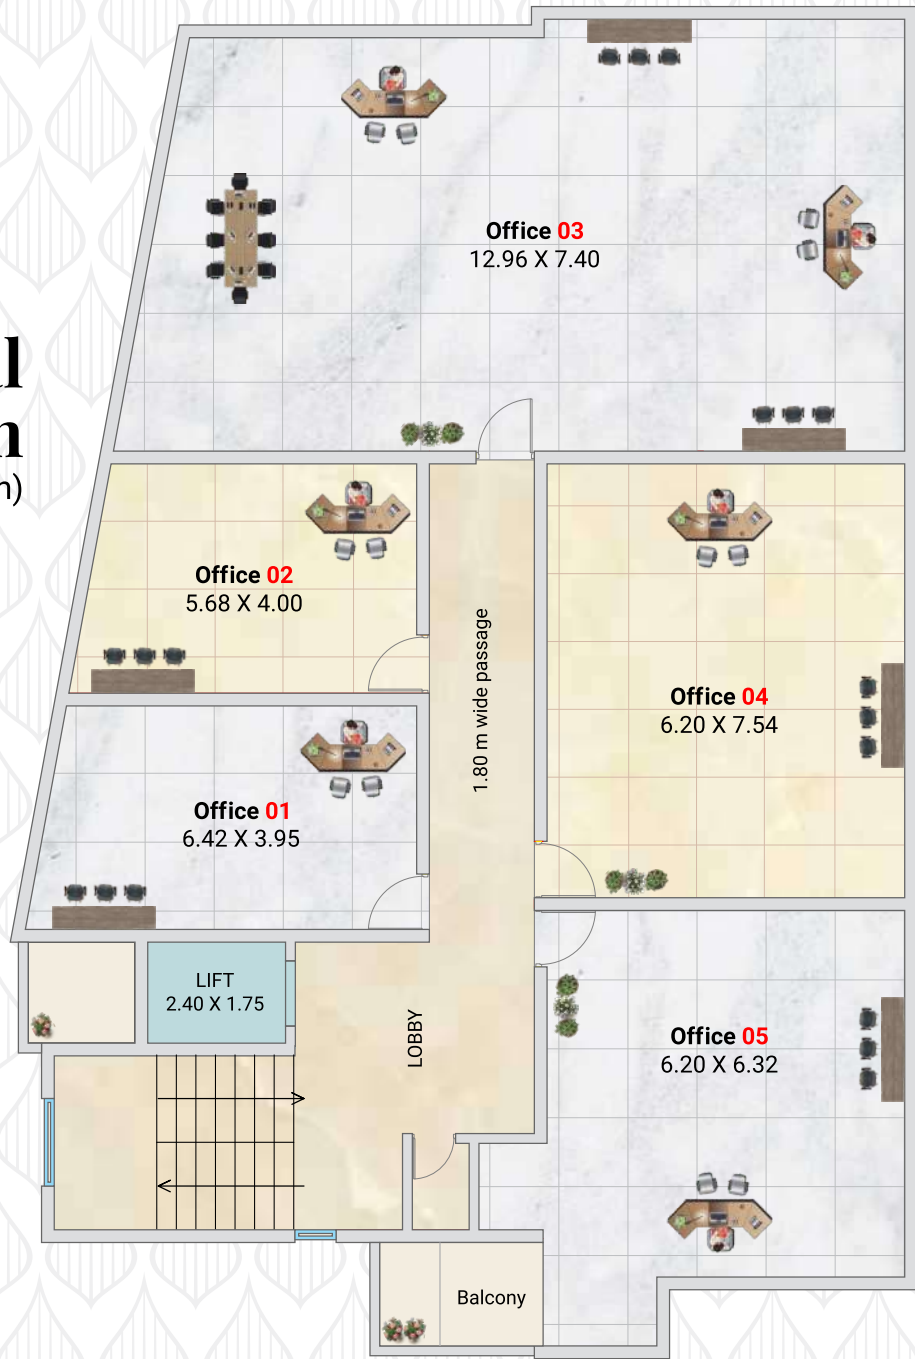 Office 03
12.96 X 7.40
Office 02
5.68 X 4.00
1.80 m wide passage
Office 04
6.20 X 7.54
Office 01
6.42 X 3.95
LIFT
2.40 X 1.75
LOBBY
Office 05
6.20 X 6.32
Balcony